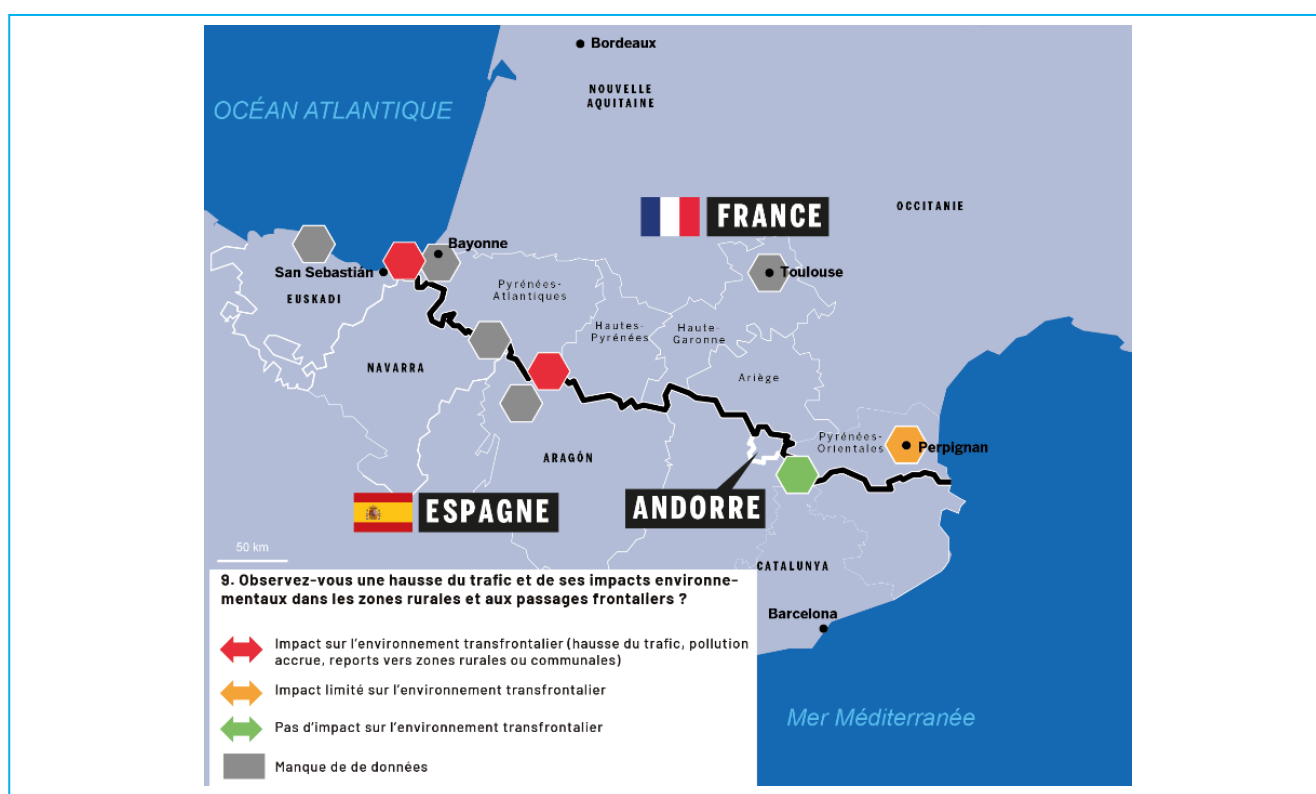 Bordeaux
NOUVELLE
AQUITAINE
OCÉAN ATLANTIQUE
FRANCE
OCCITANIE
Bayonne
San Sebastián
Toulouse
EUSKADI
Pyrénées-
Atlantiques
Hautes-
Pyrénées
Haute-
Garonne
NAVARRA
Ariège
Pyrénées-
Orientales
Perpignan
ARAGÓN
ESPAGNE
ANDORRE
50 km
CATALUNYA
Barcelona
Mer Méditerranée
9. Observez-vous une hausse du trafic et de ses impacts environne-
mentaux dans les zones rurales et aux passages frontaliers ?
Impact sur l'environnement transfrontalier (hausse du trafic, pollution
accrue, reports vers zones rurales ou communales)
Impact limité sur l'environnement transfrontalier
Pas d'impact sur l'environnement transfrontalier
Manque de de données